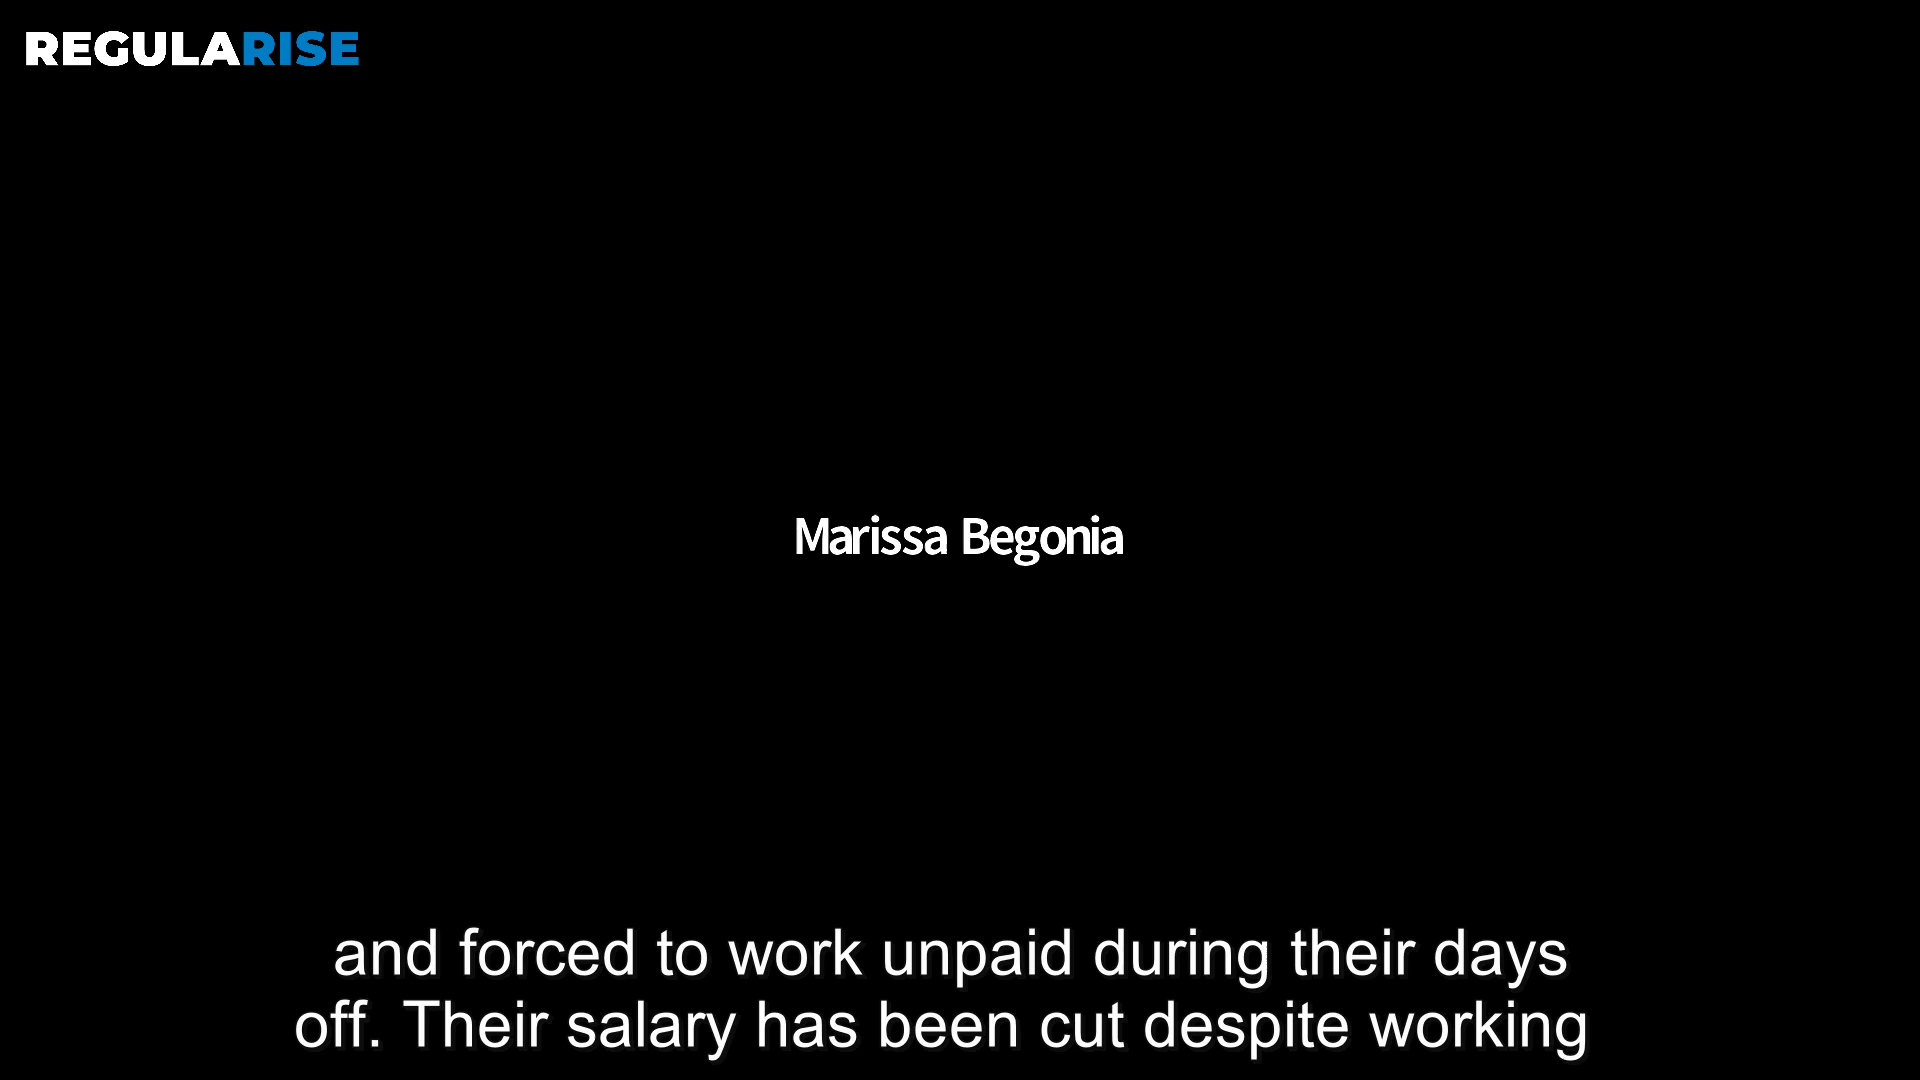 REGULARISE
Marissa Begonia
and forced to work unpaid during their days
off. Their salary has been cut despite working